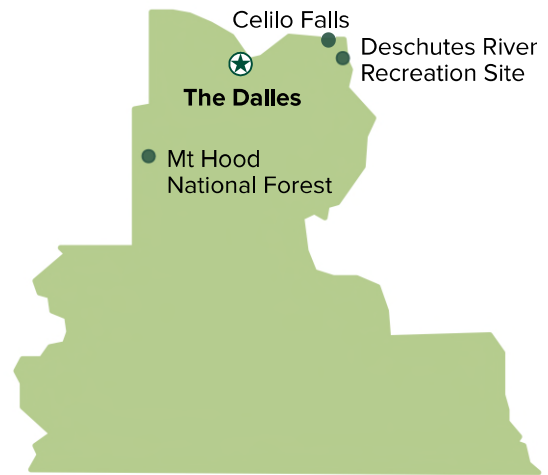 Celilo Falls
Deschutes River
Recreation Site
The Dalles
Mt Hood
National Forest